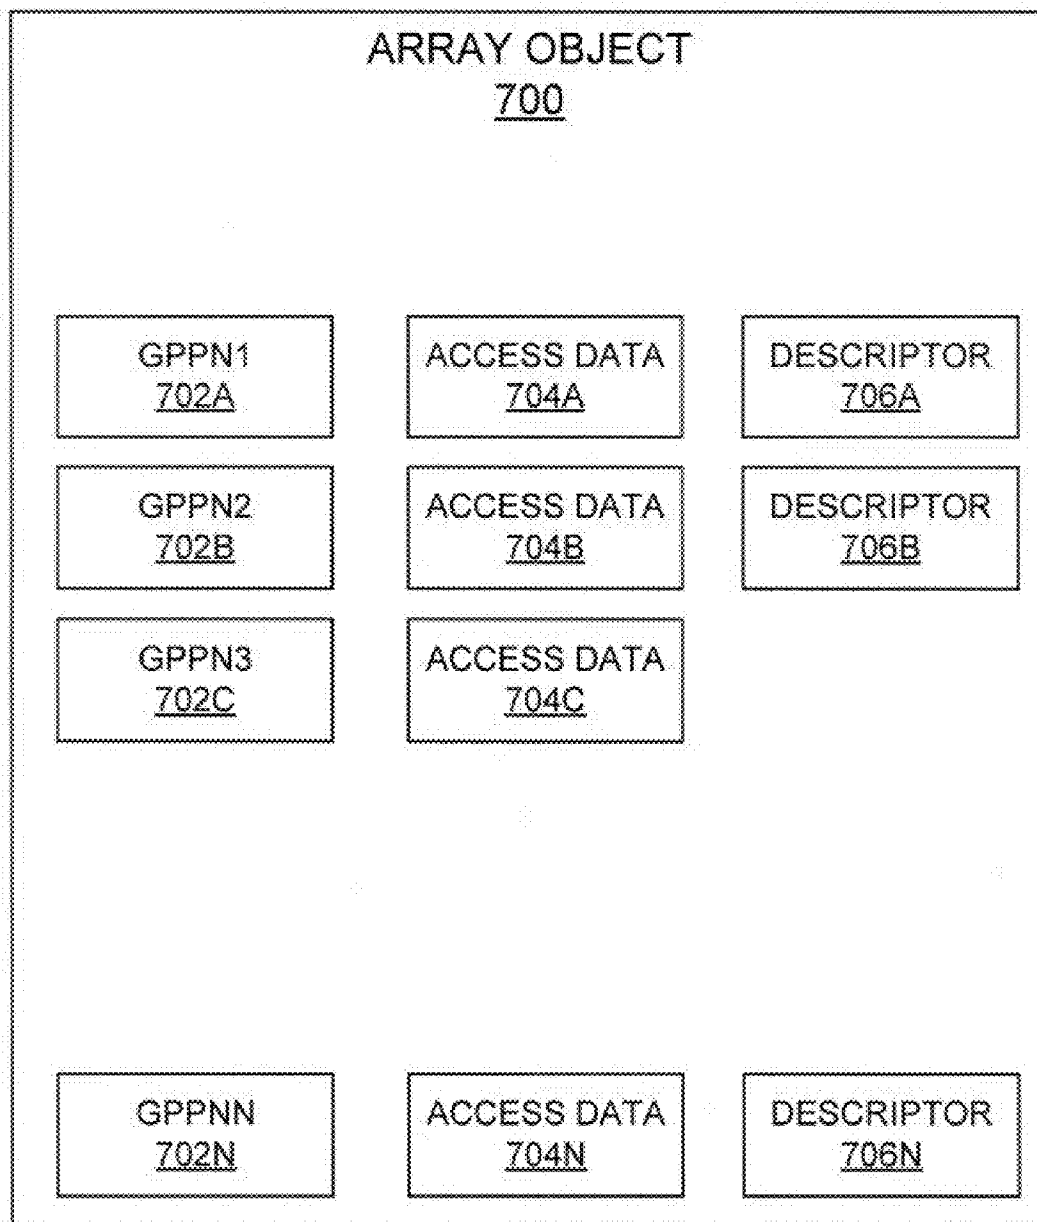 ARRAY OBJECT
700
GPPN1
702A
ACCESS DATA
704A
DESCRIPTOR
706A
GPPN2
702B
ACCESS DATA
704B
DESCRIPTOR
706B
GPPN3
702C
ACCESS DATA
704C
GPPNN
702N
ACCESS DATA
704N
DESCRIPTOR
706N